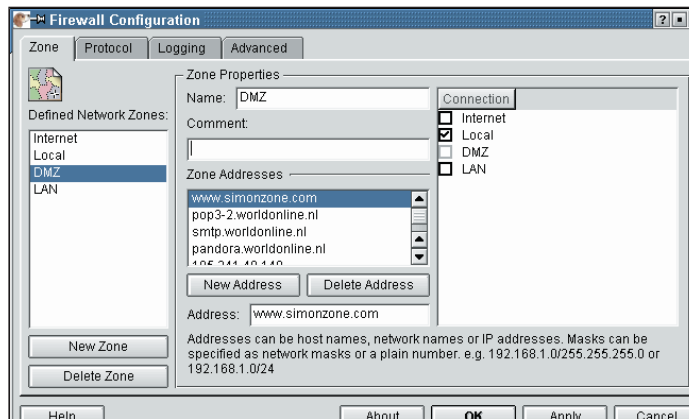 Firewall Configuration
Zone
Protocol
Logging
Advanced
Defined Network Zones:
Internet
Local
DMZ
LAN
New Zone
Delete Zone
Zone Properties
Name: DMZ
Comment:
Zone Addresses
www.simonzone.com
pop3-2.worldonline.nl
smtp.worldonline.nl
pandora.worldonline.nl
New Address
Delete Address
Address: www.simonzone.com
Connection
Internet
Local
DMZ
LAN
Addresses can be host names, network names or IP addresses. Masks can
be specified as network masks or a plain number. e.g. 192.168.1.0/255.255.255.0 or
192.168.1.0/24
Help
About
OK
Apply
Cancel